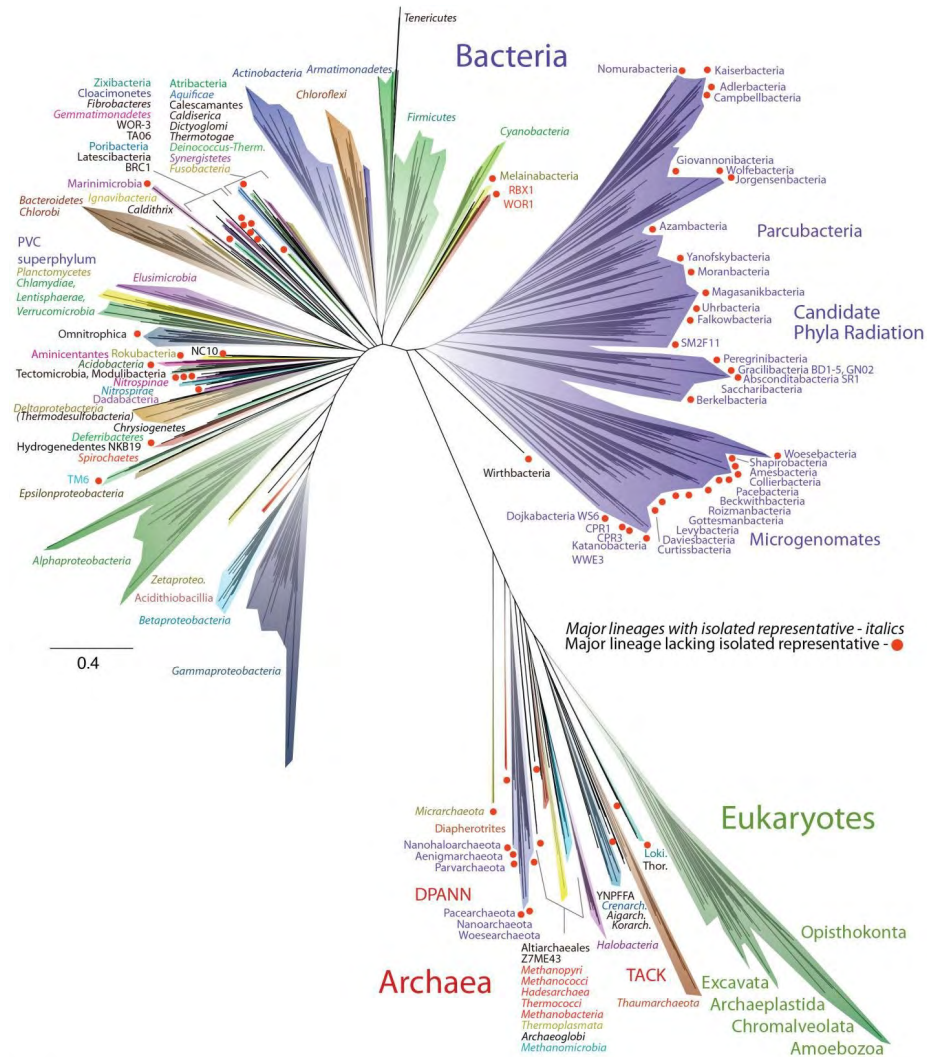 Tenericutes
Bacteria
Actinobacteria
Armatimonadetes
Nomurabacteria
Kaiserbacteria
Adlerbacteria
Campbellbacteria
Zixibacteria
Cloacimonetes
Fibrobacteres
Gemmatimonadetes
WOR-3
TA06
Poribacteria
Latescibacteria
BRC1
Atribacteria
Aquificae
Calescamantes
Caldiserica
Dictyoglomi
Thermotogae
Deinococcus-Therm.
Synergistetes
Fusobacteria
Chloroflexi
Firmicutes
Cyanobacteria
Melainabacteria
RBX1
WOR1
Giovannonibacteria
Wolfebacteria
Jorgensenbacteria
Marinimicrobia
Ignavibacteria
Bacteroidetes
Chlorobi
Caldithrix
Azambacteria
Parcubacteria
PVC
superphylum
Planctomycetes
Chlamydiae,
Lentisphaerae,
Verrucomicrobia
Elusimicrobia
Yanofskybacteria
Moranbacteria
Magasanikbacteria
Uhrbacteria
Falkowbacteria
Candidate
Phyla Radiation
SM2F11
Omnitrophica
Aminicentantes
Rokubacteria
NC10
Acidobacteria
Tectomicrobia, Modulibacteria
Nitrospinae
Nitrospirae
Dadabacteria
Peregrinibacteria
Gracilibacteria BD1-5, GN02
Absconditabacteria SR1
Saccharibacteria
Berkelbacteria
Deltaprotebacteria
(Thermodesulfobacteria)
Chrysiogenetes
Deferribacteres
Hydrogenedentes NKB19
Spirochaetes
TM6
Epsilonproteobacteria
Wirthbacteria
Woesebacteria
Shapirobacteria
Amesbacteria
Collierbacteria
Pacebacteria
Beckwithbacteria
Roizmanbacteria
Gottesmanbacteria
Levybacteria
Daviesbacteria
Curtissbacteria
Dojkabacteria WS6
CPR1
CPR3
Katanobacteria
WWE3
Microgenomates
Alphaproteobacteria
Zetaproteo.
Acidithiobacillia
Betaproteobacteria
Gammaproteobacteria
0.4
Major lineages with isolated representative - italics
Major lineage lacking isolated representative -
Micrarchaeota
Diapherotrites
Nanohaloarchaeota
Aenigmarchaeota
Parvarchaeota
DPANN
Pacearchaeota
Nanoarchaeota
Woesearchaeota
Archaea
Altiarchaeales
Z7ME43
Methanopyri
Methanococci
Hadesarchaea
Thermococci
Methanobacteria
Thermoplasmata
Archaeoglobi
Methanomicrobia
Halobacteria
YNPFFA
Crenarch.
Aigarch.
Korarch.
Loki.
Thor.
TACK
Thaumarchaeota
Eukaryotes
Opisthokonta
Excavata
Archaeplastida
Chromalveolata
Amoebozoa